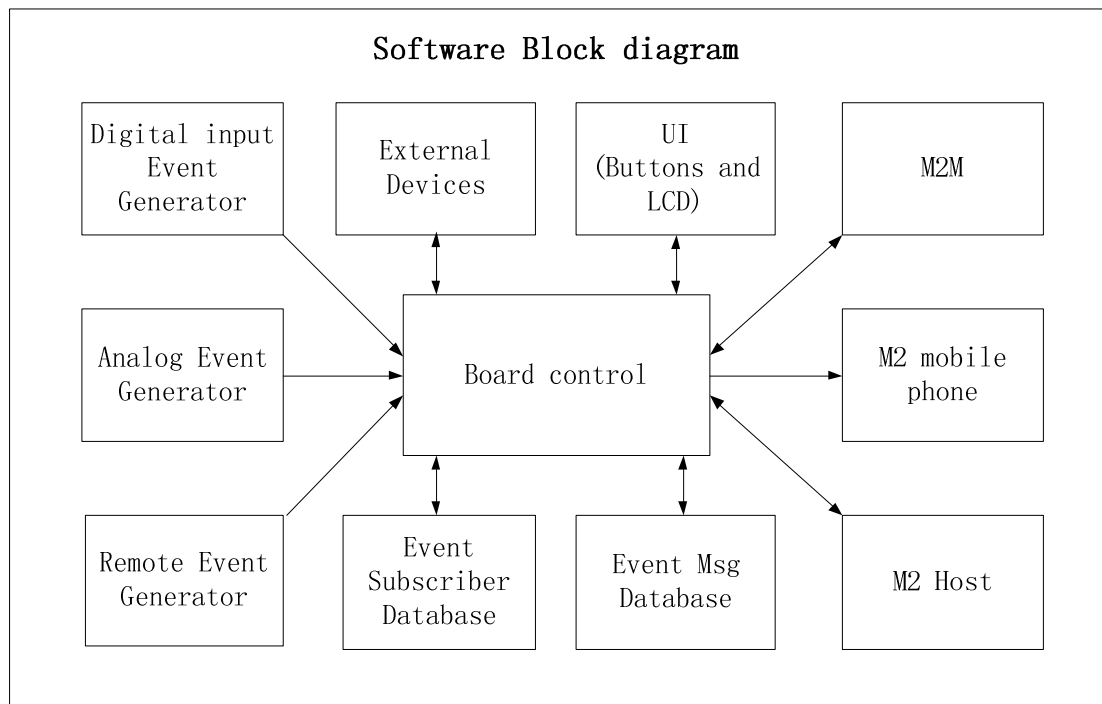 Software Block diagram
Digital input
Event
Generator
External
Devices
UI
(Buttons and
LCD)
M2M
Analog Event
Generator
Board control
M2 mobile
phone
Remote Event
Generator
Event
Subscriber
Database
Event Msg
Database
M2 Host